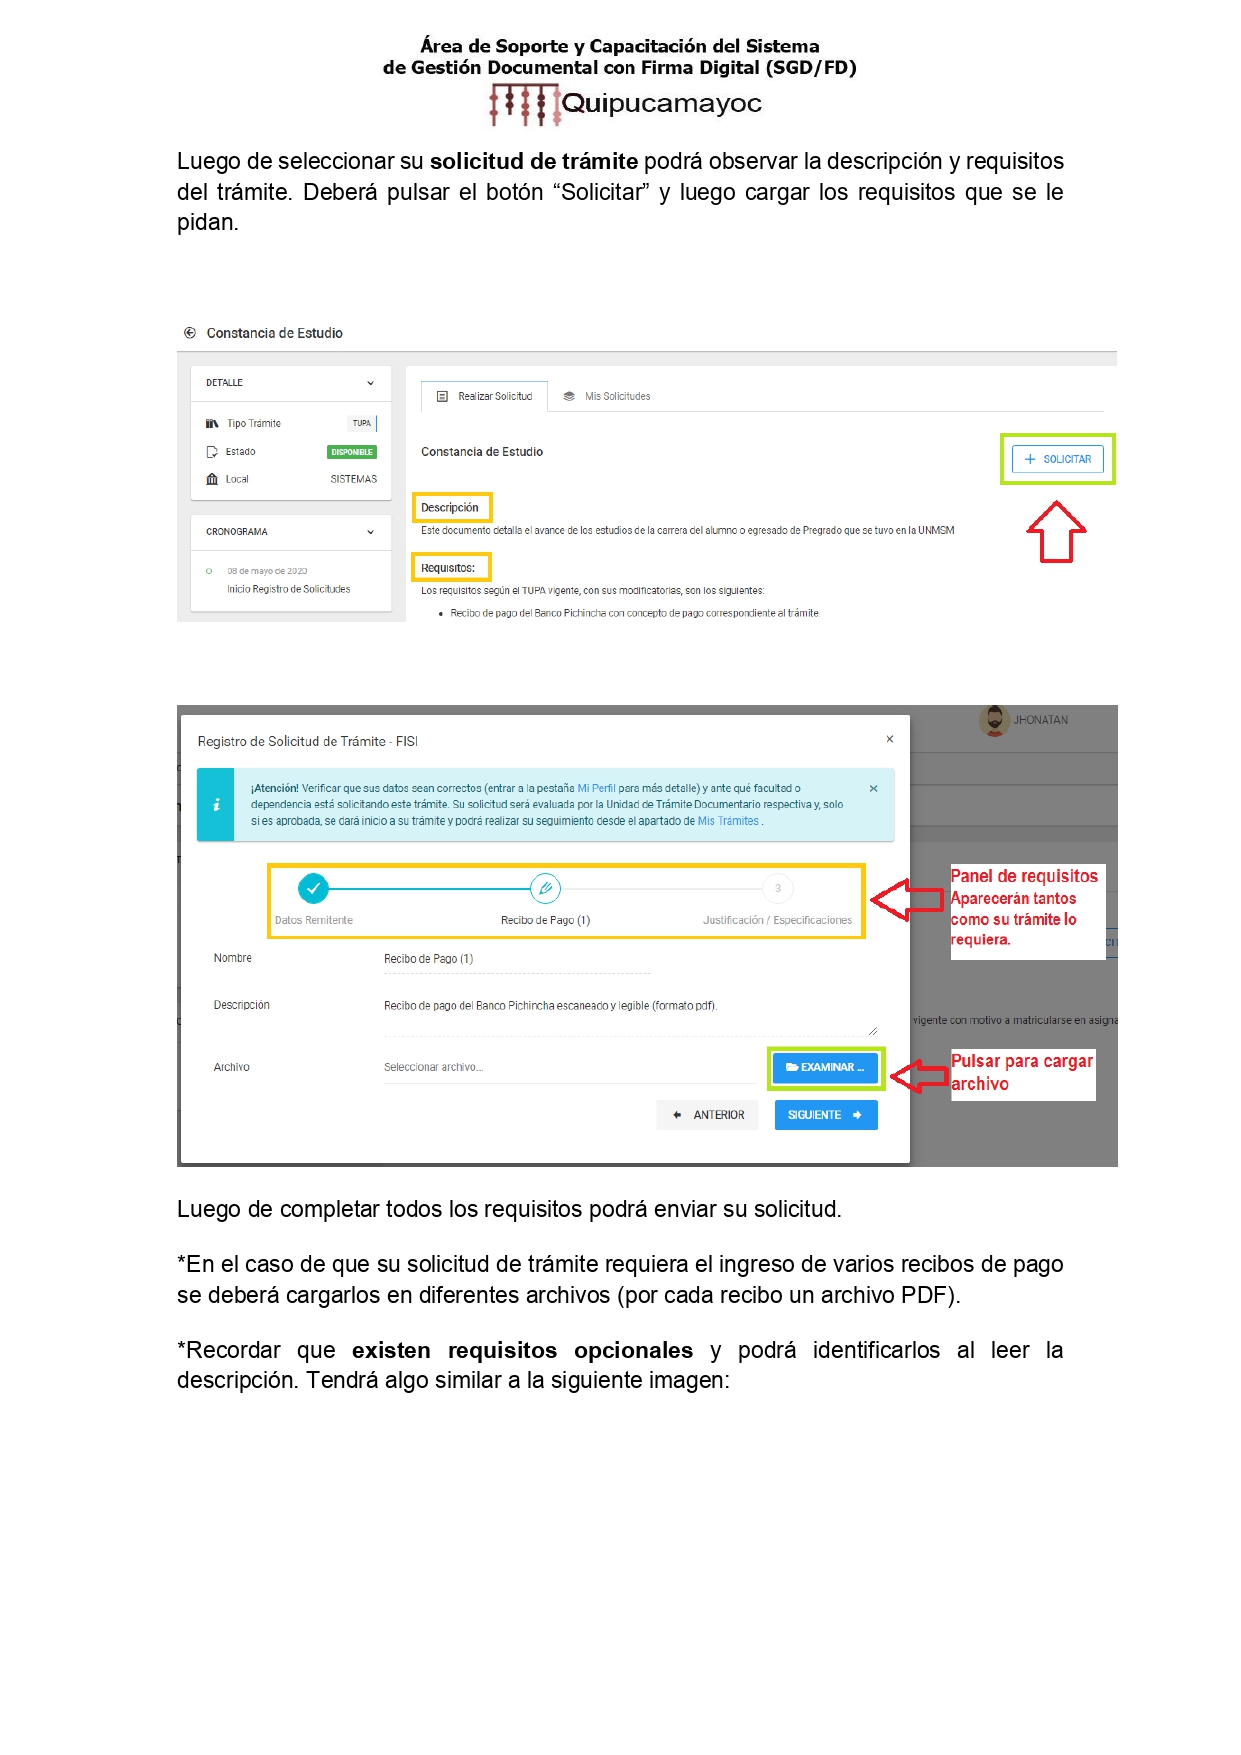 Área de Soporte y Capacitación del Sistema
de Gestión Documental con Firma Digital (SGD/FD)
Quipucamayoc
Luego de seleccionar su solicitud de trámite podrá observar la descripción y requisitos
del trámite. Deberá pulsar el botón “Solicitar” y luego cargar los requisitos que se le
pidan.
Constancia de Estudio
DETALLE
Tipo Trámite TUPA
Estado DISPONIBLE
Local SISTEMAS
CRONOGRAMA
08 de mayo de 2020
Inicio Registro de Solicitudes
Realizar Solicitud Mis Solicitudes
Constancia de Estudio
+ SOLICITAR
Descripción
Este documento detalla el avance de los estudios de la carrera del alumno o egresado de Pregrado que se tuvo en la UNMSM
Requisitos:
Los requisitos según el TUPA vigente, con sus modificatorias, son los siguientes:
• Recibo de pago del Banco Pichincha con concepto de pago correspondiente al trámite.
JHONATAN
Registro de Solicitud de Trámite - FISI ×
¡Atención! Verificar que sus datos sean correctos (entrar a la pestaña Mi Perfil para más detalle) y ante qué facultad o ×
dependencia está solicitando este trámite. Su solicitud será evaluada por la Unidad de Trámite Documentario respectiva y, solo
si es aprobada, se dará inicio a su trámite y podrá realizar su seguimiento desde el apartado de Mis Trámites .
3
Datos Remitente Recibo de Pago (1) Justificación / Especificaciones
Panel de requisitos
Aparecerán tantos
como su trámite lo
requiera.
Nombre Recibo de Pago (1)
Descripción Recibo de pago del Banco Pichincha escaneado y legible (formato pdf).
vigente con motivo a matricularse en asigna
Archivo Seleccionar archivo... EXAMINAR ...
Pulsar para cargar
archivo
ANTERIOR SIGUIENTE
Luego de completar todos los requisitos podrá enviar su solicitud.
*En el caso de que su solicitud de trámite requiera el ingreso de varios recibos de pago
se deberá cargarlos en diferentes archivos (por cada recibo un archivo PDF).
*Recordar que existen requisitos opcionales y podrá identificarlos al leer la
descripción. Tendrá algo similar a la siguiente imagen: